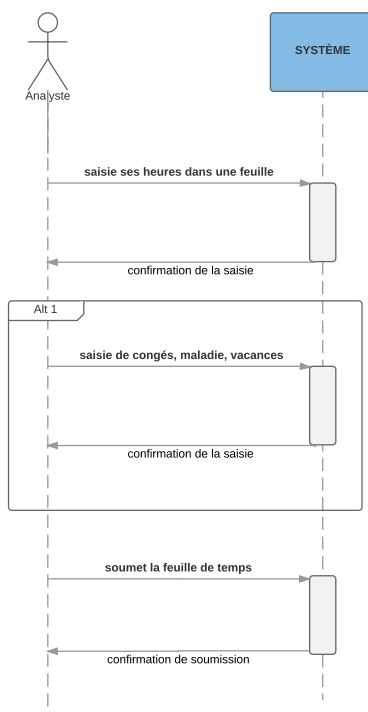 Analyste
SYSTÈME
saisie ses heures dans une feuille
confirmation de la saisie
Alt 1
saisie de congés, maladie, vacances
confirmation de la saisie
soumet la feuille de temps
confirmation de soumission